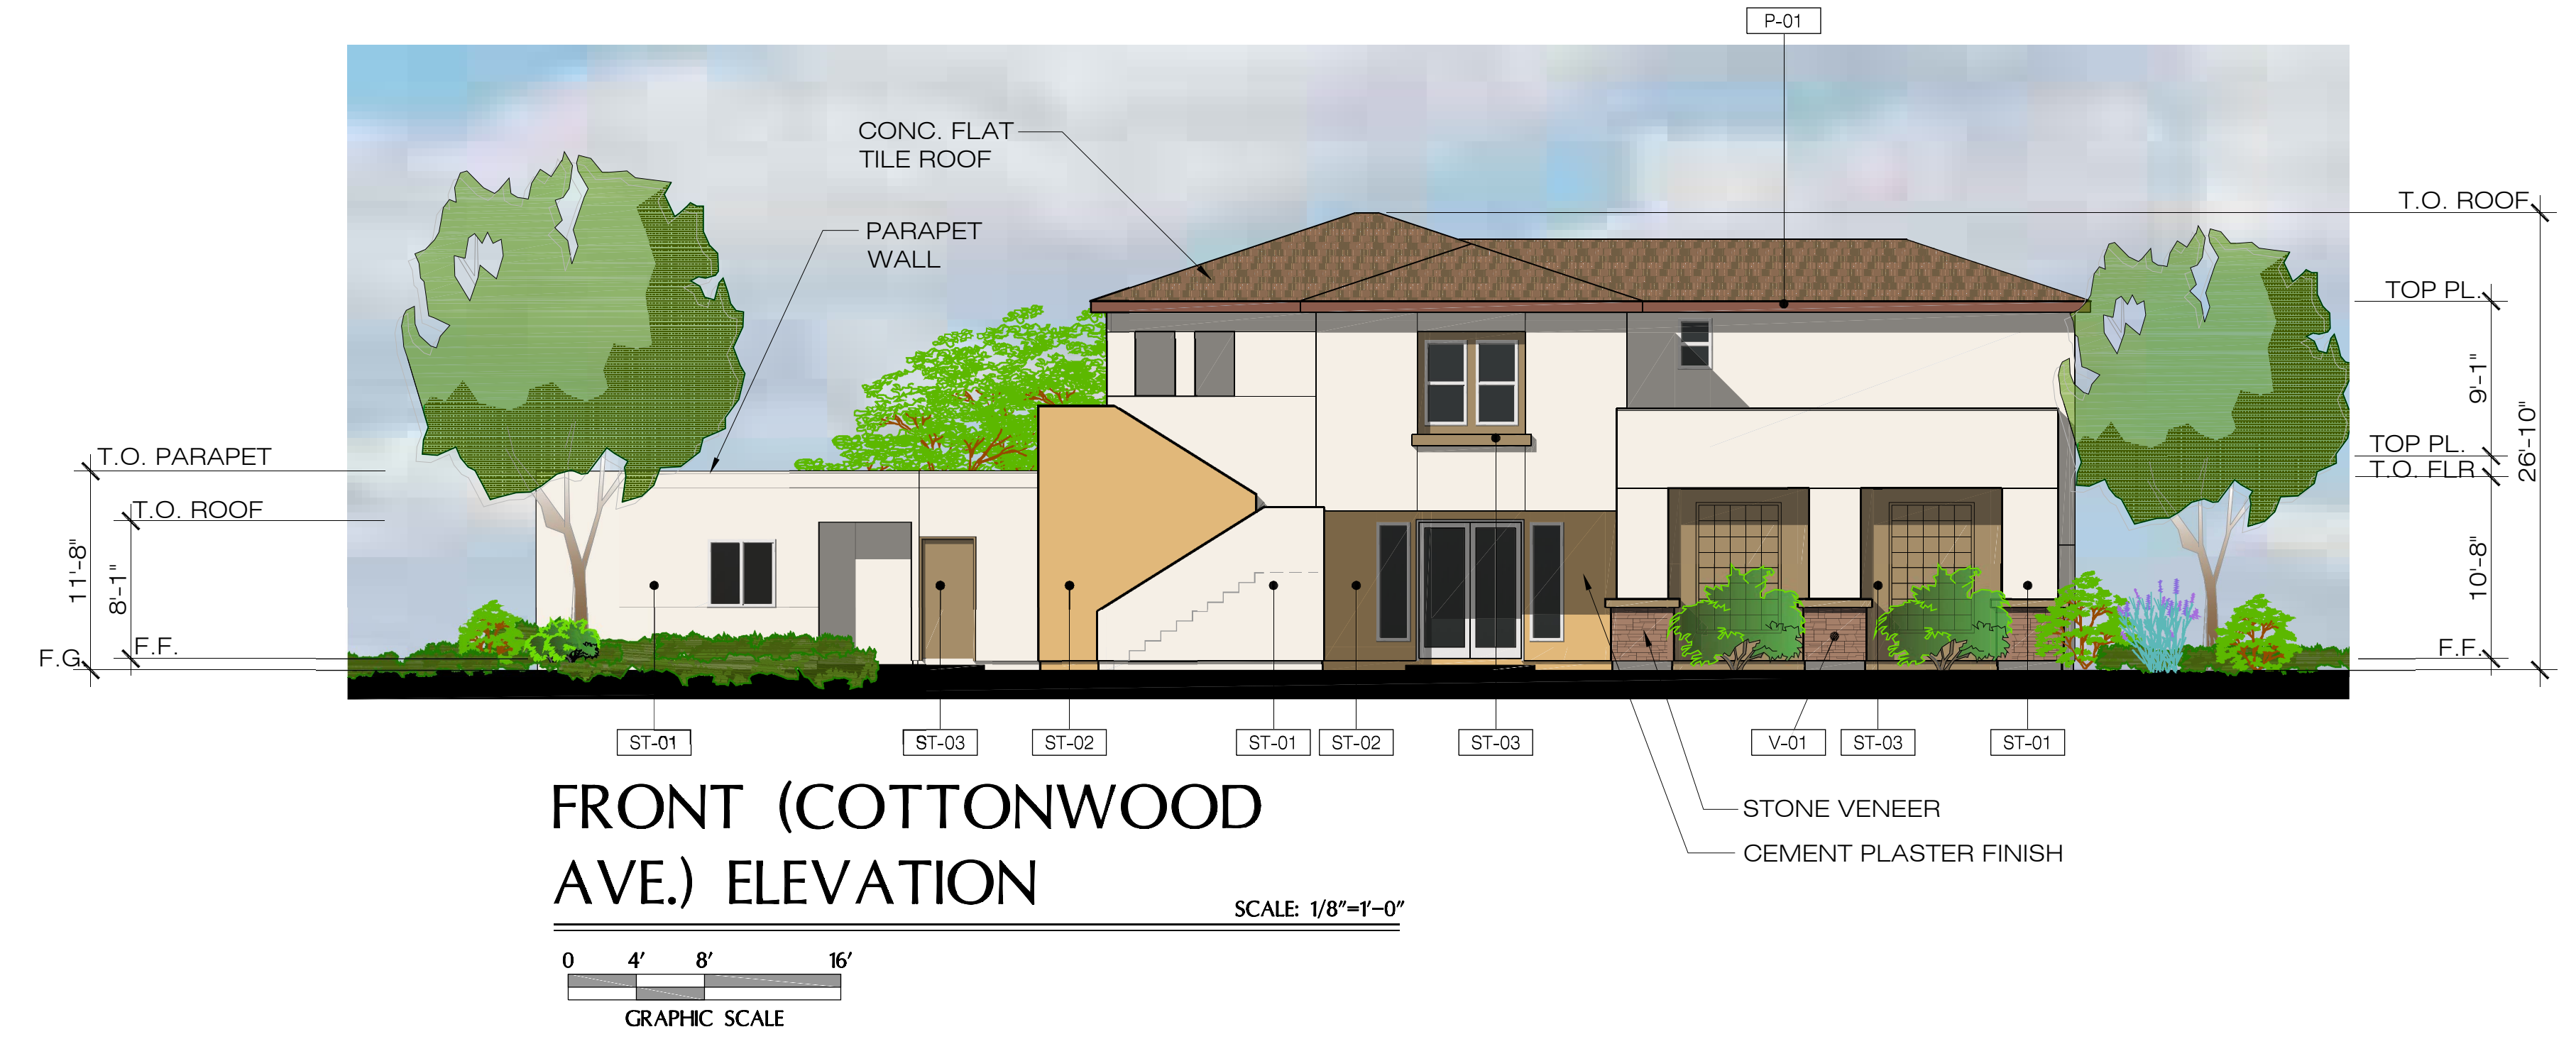 P-01
CONC. FLAT
TILE ROOF
PARAPET
WALL
T.O. ROOF
TOP PL.
9'-1"
26'-10"
TOP PL.
T.O. FLR
10'-8"
F.F.
T.O. PARAPET
T.O. ROOF
11'-8"
8'-1"
F.F.
F.G.
ST-01
ST-03
ST-02
ST-01
ST-02
ST-03
V-01
ST-03
ST-01
STONE VENEER
CEMENT PLASTER FINISH
FRONT (COTTONWOOD
AVE.) ELEVATION
SCALE: 1/8"=1'-0"
0 4' 8' 16'
GRAPHIC SCALE